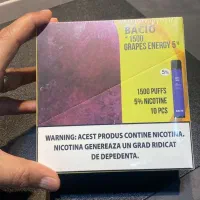 BACIO
1500
GRAPES ENERGY 5
5%
1500 PUFFS
5% NICOTINE
10 PCS
WARNING: ACEST PRODUS CONTINE NICOTINA.
NICOTINA GENEREAZA UN GRAD RIDICAT
DE DEPEDENTA.